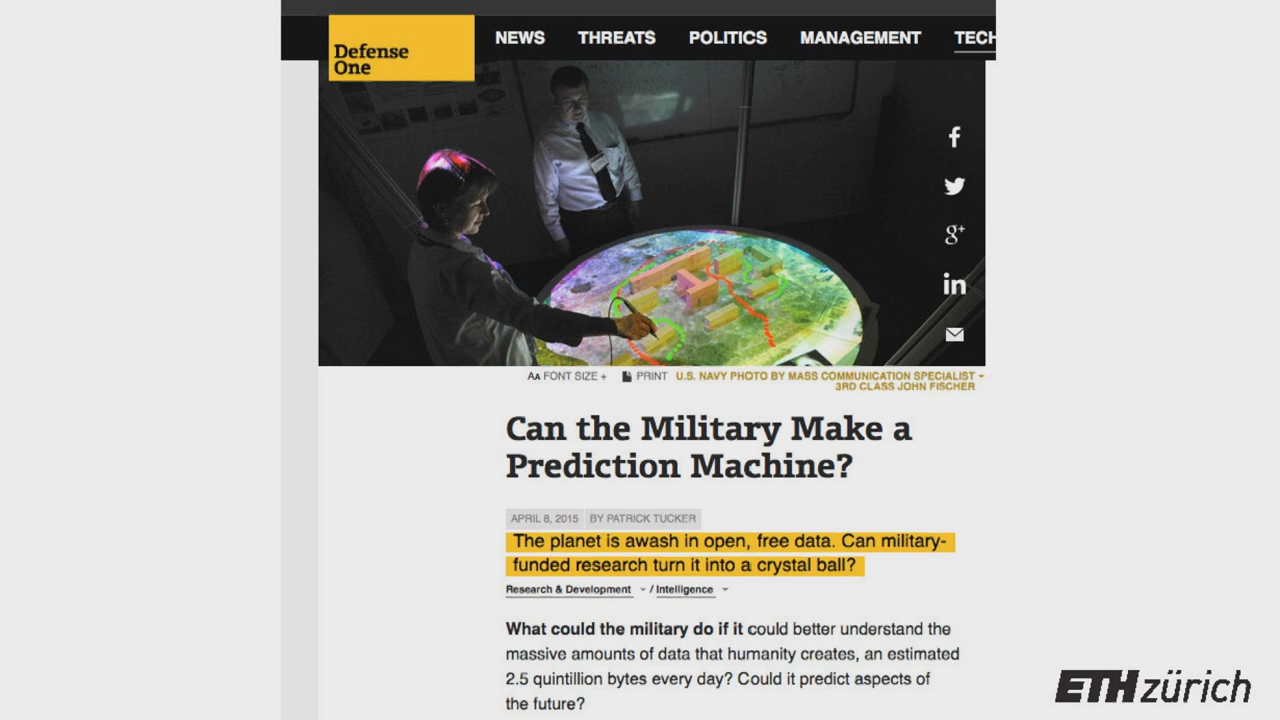 Defense
One
NEWS THREATS POLITICS MANAGEMENT TECH
f
g+
in
AA FONT SIZE + PRINT U.S. NAVY PHOTO BY MASS COMMUNICATION SPECIALIST
3RD CLASS JOHN FISCHER
Can the Military Make a
Prediction Machine?
APRIL 8, 2015 BY PATRICK TUCKER
The planet is awash in open, free data. Can military-
funded research turn it into a crystal ball?
Research & Development / Intelligence
What could the military do if it could better understand the
massive amounts of data that humanity creates, an estimated
2.5 quintillion bytes every day? Could it predict aspects of
the future?
ETH zürich